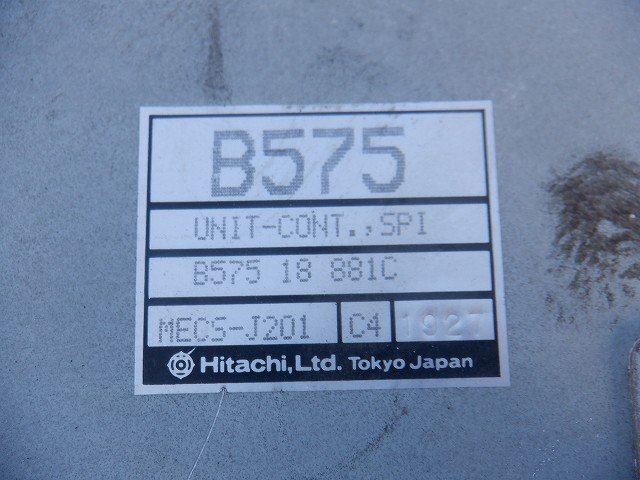 B575
UNIT-CONT.,SPI
B575 18 881C
MECS-J201 C4 1927
Hitachi,Ltd. Tokyo Japan